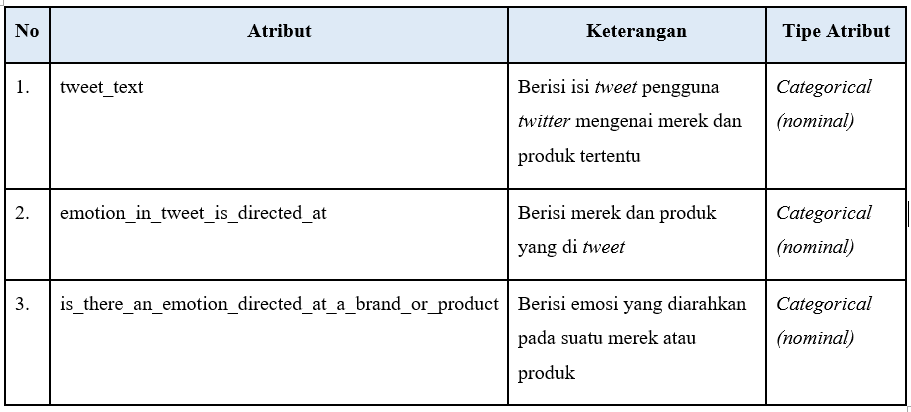 No Atribut Keterangan Tipe Atribut
1. tweet_text Berisi isi tweet pengguna Categorical
twitter mengenai merek dan (nominal)
produk tertentu
2. emotion_in_tweet_is_directed_at Berisi merek dan produk Categorical
yang di tweet (nominal)
3. is_there_an_emotion_directed_at_a_brand_or_product Berisi emosi yang diarahkan Categorical
pada suatu merek atau (nominal)
produk